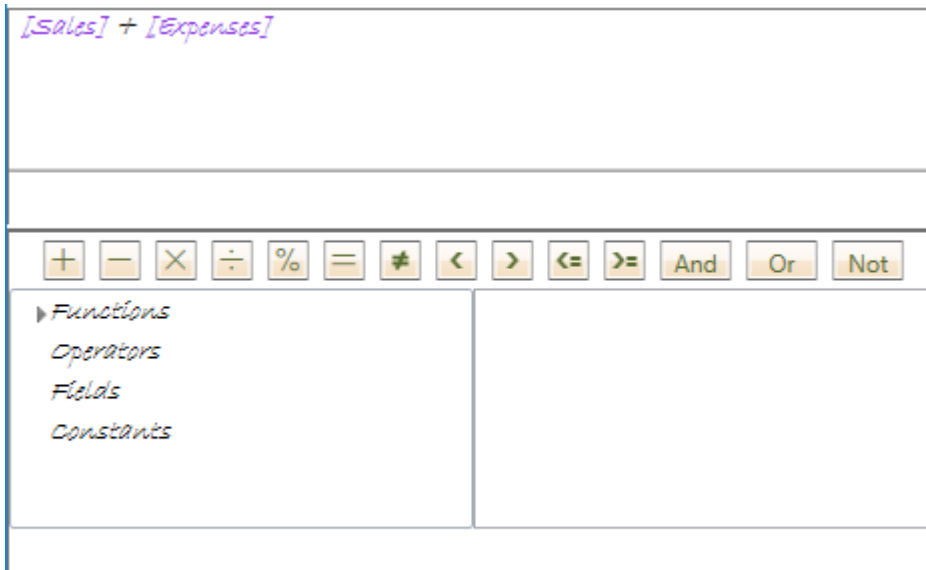 [Sales] + [Expenses]
+ − × ÷ % = ≠ < > <= >= And Or Not
Functions
Operators
Fields
Constants